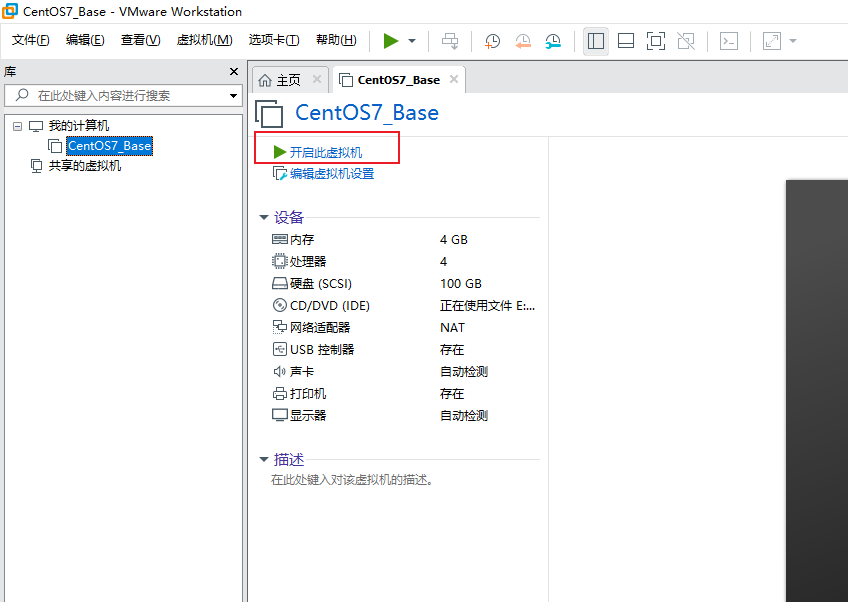 CentOS7_Base - VMware Workstation
文件(F) 编辑(E) 查看(V) 虚拟机(M) 选项卡(T) 帮助(H)
库
在此处键入内容进行搜索
我的计算机
CentOS7_Base
共享的虚拟机
主页 CentOS7_Base
CentOS7_Base
开启此虚拟机
编辑虚拟机设置
设备
内存 4 GB
处理器 4
硬盘 (SCSI) 100 GB
CD/DVD (IDE) 正在使用文件 E:...
网络适配器 NAT
USB 控制器 存在
声卡 自动检测
打印机 存在
显示器 自动检测
描述
在此处键入对该虚拟机的描述。